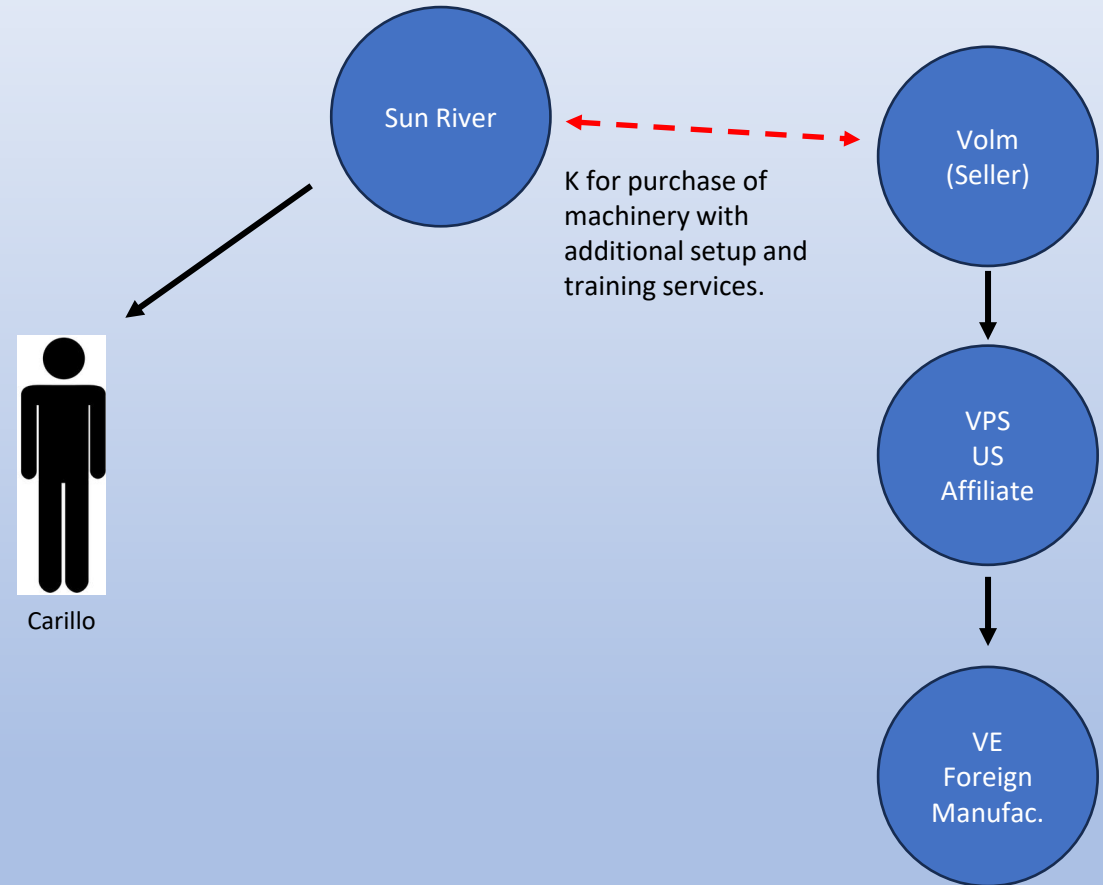 Sun River
Volm
(Seller)
K for purchase of
machinery with
additional setup and
training services.
VPS
US
Affiliate
Carillo
VE
Foreign
Manufac.